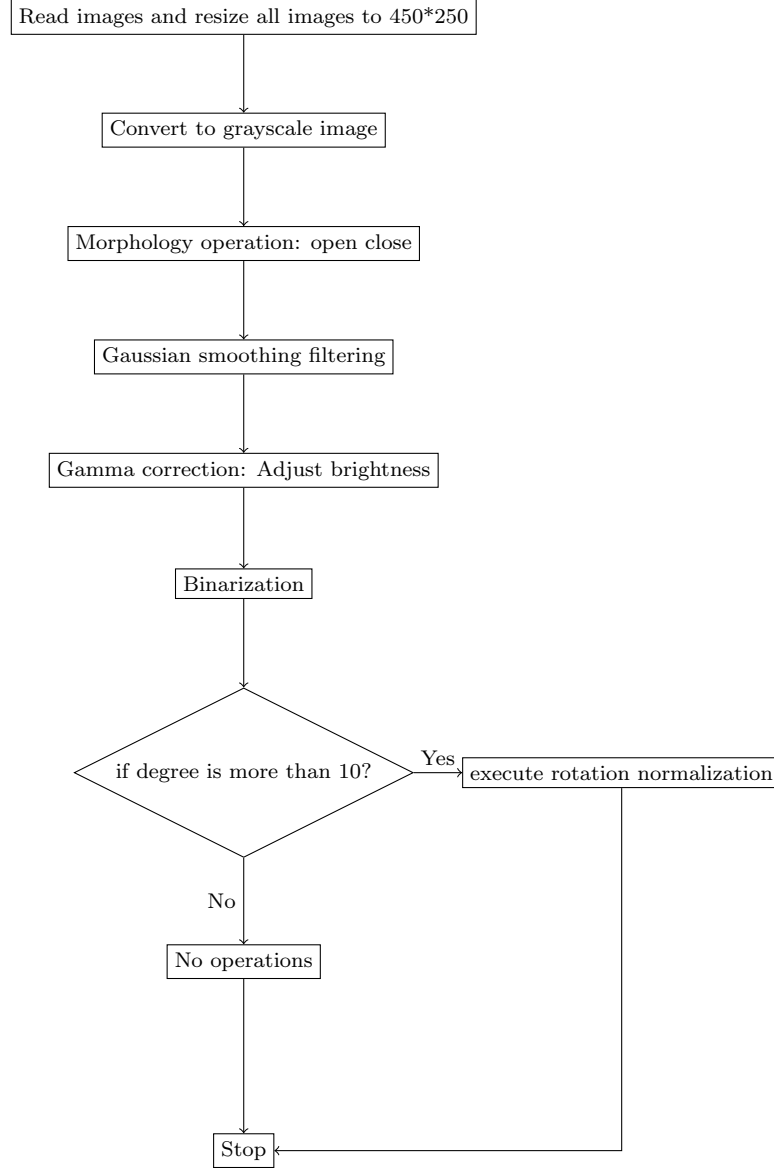 Read images and resize all images to 450*250
Convert to grayscale image
Morphology operation: open close
Gaussian smoothing filtering
Gamma correction: Adjust brightness
Binarization
if degree is more than 10?
Yes
execute rotation normalization
No
No operations
Stop